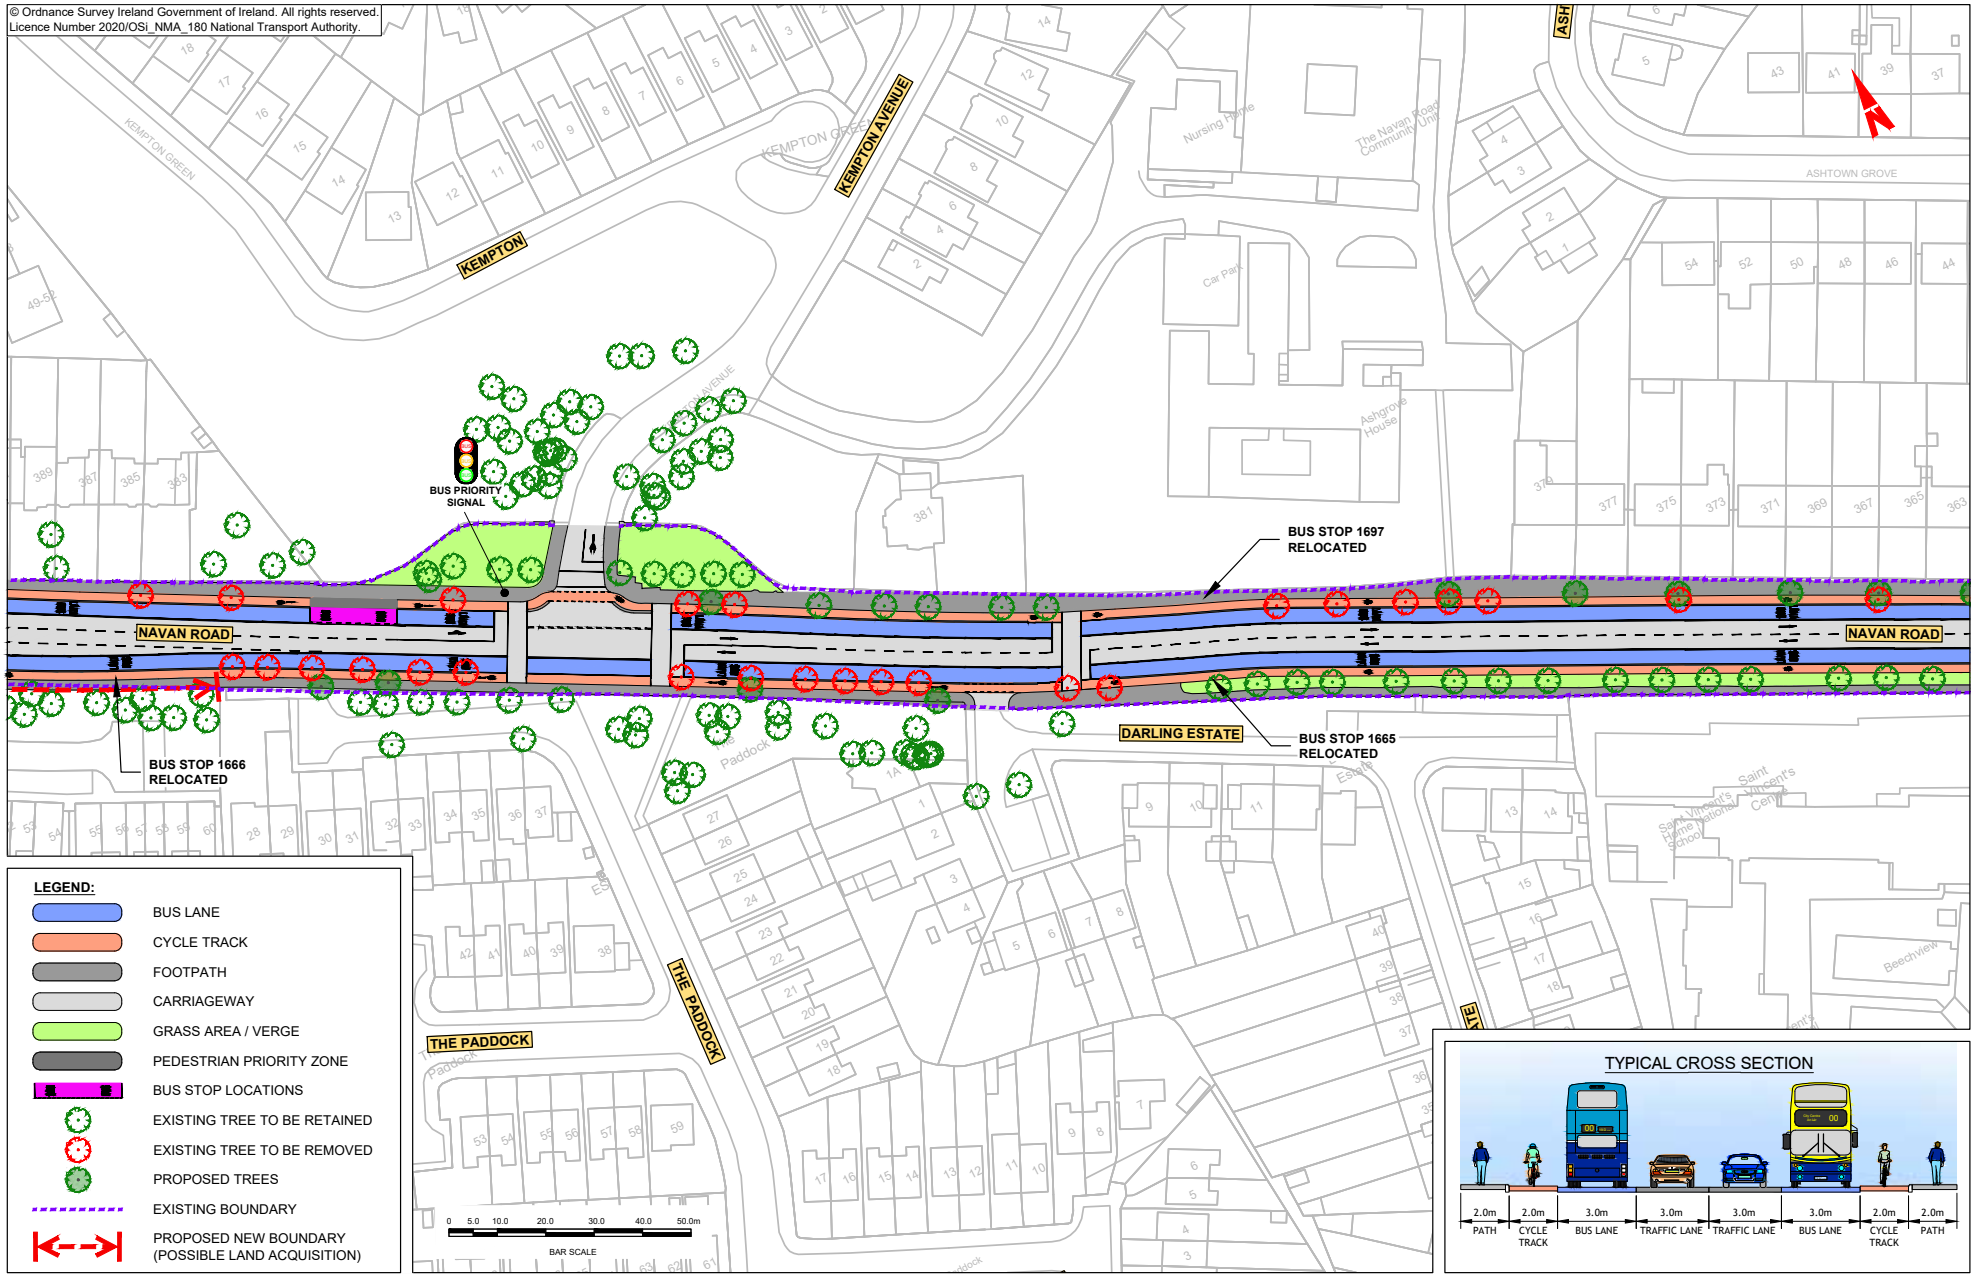 © Ordnance Survey Ireland Government of Ireland. All rights reserved.
Licence Number 2020/OSi_NMA_180 National Transport Authority.
KEMPTON GREEN
KEMPTON GREEN
KEMPTON AVENUE
KEMPTON
Nursing Home
The Navan Road
Community Unit
ASHTOWN GROVE
Car Park
Ashgrove
House
BUS PRIORITY
SIGNAL
BUS STOP 1697
RELOCATED
NAVAN ROAD
NAVAN ROAD
BUS STOP 1666
RELOCATED
DARLING ESTATE
BUS STOP 1665
RELOCATED
The
Paddock
Estate
Saint
Vincent's
Centre
Saint Vincent's
Home National
School
Beechview
THE PADDOCK
THE PADDOCK
Paddock
LEGEND:
BUS LANE
CYCLE TRACK
FOOTPATH
CARRIAGEWAY
GRASS AREA / VERGE
PEDESTRIAN PRIORITY ZONE
BUS STOP LOCATIONS
EXISTING TREE TO BE RETAINED
EXISTING TREE TO BE REMOVED
PROPOSED TREES
EXISTING BOUNDARY
PROPOSED NEW BOUNDARY
(POSSIBLE LAND ACQUISITION)
0 5.0 10.0 20.0 30.0 40.0 50.0m
BAR SCALE
TYPICAL CROSS SECTION
2.0m 2.0m 3.0m 3.0m 3.0m 3.0m 2.0m 2.0m
PATH CYCLE TRACK BUS LANE TRAFFIC LANE TRAFFIC LANE BUS LANE CYCLE TRACK PATH